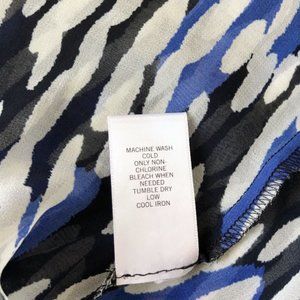 MACHINE WASH
COLD
ONLY NON
CHLORINE
BLEACH WHEN
NEEDED
TUMBLE DRY
LOW
COOL IRON